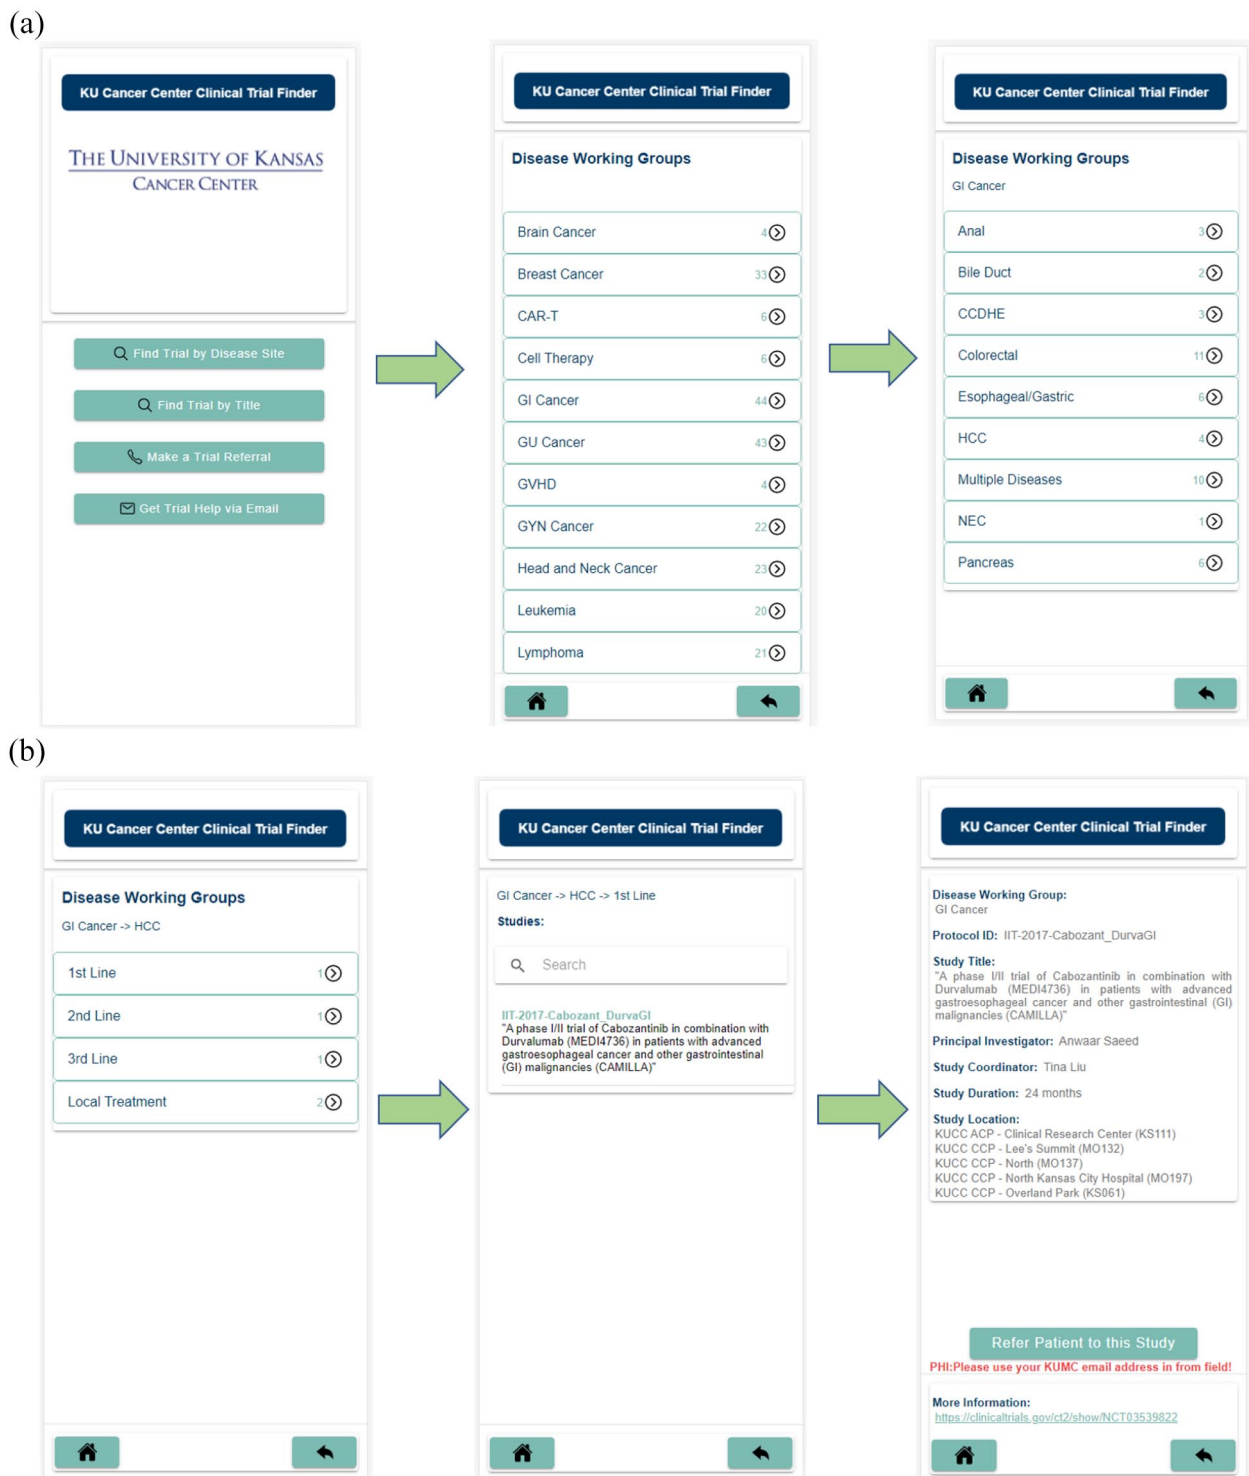 (a)
KU Cancer Center Clinical Trial Finder
THE UNIVERSITY OF KANSAS
CANCER CENTER
Find Trial by Disease Site
Find Trial by Title
Make a Trial Referral
Get Trial Help via Email
KU Cancer Center Clinical Trial Finder
Disease Working Groups
Brain Cancer 4
Breast Cancer 33
CAR-T 6
Cell Therapy 6
GI Cancer 44
GU Cancer 43
GVHD 4
GYN Cancer 22
Head and Neck Cancer 23
Leukemia 20
Lymphoma 21
KU Cancer Center Clinical Trial Finder
Disease Working Groups
GI Cancer
Anal 3
Bile Duct 2
CCDHE 3
Colorectal 11
Esophageal/Gastric 6
HCC 4
Multiple Diseases 10
NEC 1
Pancreas 6
(b)
KU Cancer Center Clinical Trial Finder
Disease Working Groups
GI Cancer -> HCC
1st Line 1
2nd Line 1
3rd Line 1
Local Treatment 2
KU Cancer Center Clinical Trial Finder
GI Cancer -> HCC -> 1st Line
Studies:
Search
IIT-2017-Cabozant_DurvaGI
"A phase I/II trial of Cabozantinib in combination with
Durvalumab (MEDI4736) in patients with advanced
gastroesophageal cancer and other gastrointestinal
(GI) malignancies (CAMILLA)"
KU Cancer Center Clinical Trial Finder
Disease Working Group:
GI Cancer
Protocol ID: IIT-2017-Cabozant_DurvaGI
Study Title:
"A phase I/II trial of Cabozantinib in combination with
Durvalumab (MEDI4736) in patients with advanced
gastroesophageal cancer and other gastrointestinal (GI)
malignancies (CAMILLA)"
Principal Investigator: Anwaar Saeed
Study Coordinator: Tina Liu
Study Duration: 24 months
Study Location:
KUCC ACP - Clinical Research Center (KS111)
KUCC CCP - Lee's Summit (MO132)
KUCC CCP - North (MO137)
KUCC CCP - North Kansas City Hospital (MO197)
KUCC CCP - Overland Park (KS061)
Refer Patient to this Study
PHI:Please use your KUMC email address in from field!
More Information:
https://clinicaltrials.gov/ct2/show/NCT03539822